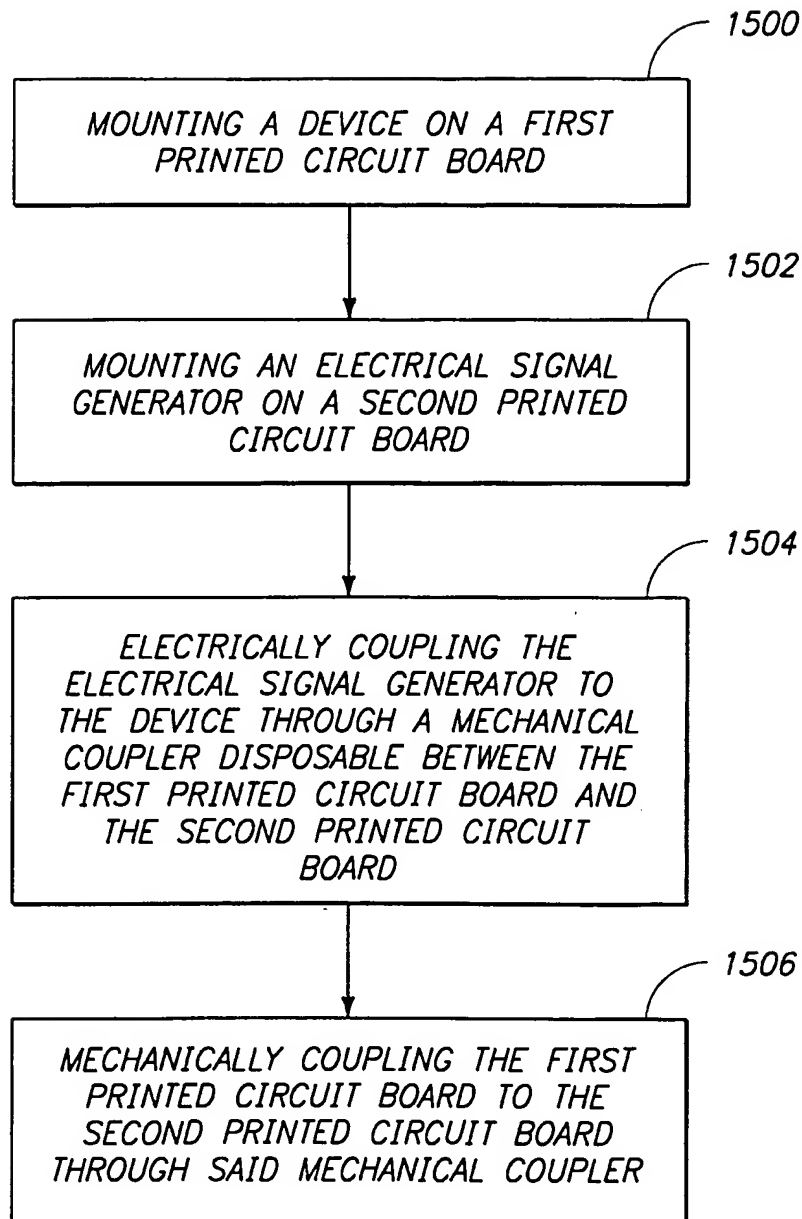 1500
MOUNTING A DEVICE ON A FIRST
PRINTED CIRCUIT BOARD
1502
MOUNTING AN ELECTRICAL SIGNAL
GENERATOR ON A SECOND PRINTED
CIRCUIT BOARD
1504
ELECTRICALLY COUPLING THE
ELECTRICAL SIGNAL GENERATOR TO
THE DEVICE THROUGH A MECHANICAL
COUPLER DISPOSABLE BETWEEN THE
FIRST PRINTED CIRCUIT BOARD AND
THE SECOND PRINTED CIRCUIT
BOARD
1506
MECHANICALLY COUPLING THE FIRST
PRINTED CIRCUIT BOARD TO THE
SECOND PRINTED CIRCUIT BOARD
THROUGH SAID MECHANICAL COUPLER